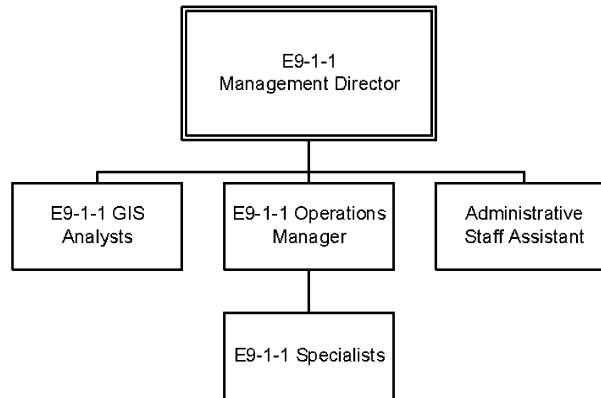 E9-1-1
Management Director
E9-1-1 GIS
Analysts
E9-1-1 Operations
Manager
Administrative
Staff Assistant
E9-1-1 Specialists